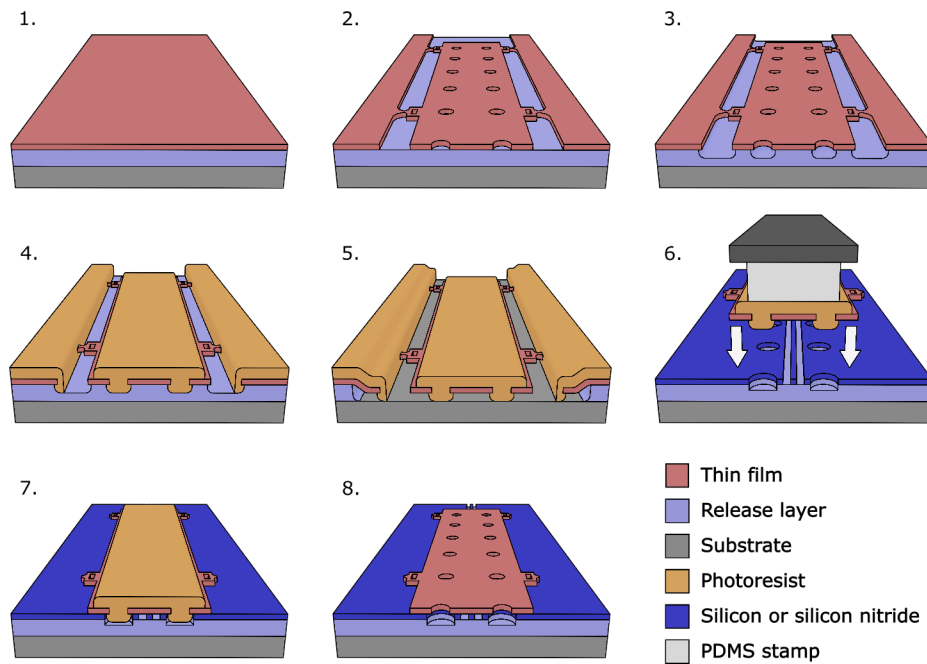 1.
2.
3.
4.
5.
6.
7.
8.
Thin film
Release layer
Substrate
Photoresist
Silicon or silicon nitride
PDMS stamp